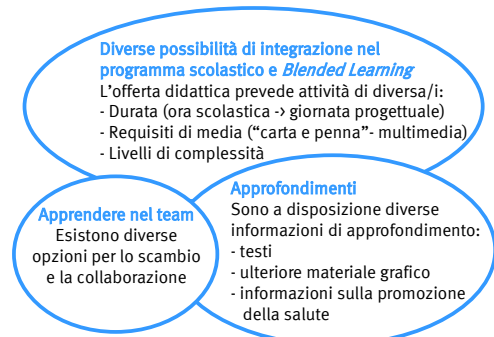 Diverse possibilità di integrazione nel
programma scolastico e Blended Learning
L'offerta didattica prevede attività di diversa/i:
- Durata (ora scolastica -> giornata progettuale)
- Requisiti di media (“carta e penna”- multimedia)
- Livelli di complessità
Apprendere nel team
Esistono diverse
opzioni per lo scambio
e la collaborazione
Approfondimenti
Sono a disposizione diverse
informazioni di approfondimento:
- testi
- ulteriore materiale grafico
- informazioni sulla promozione
della salute